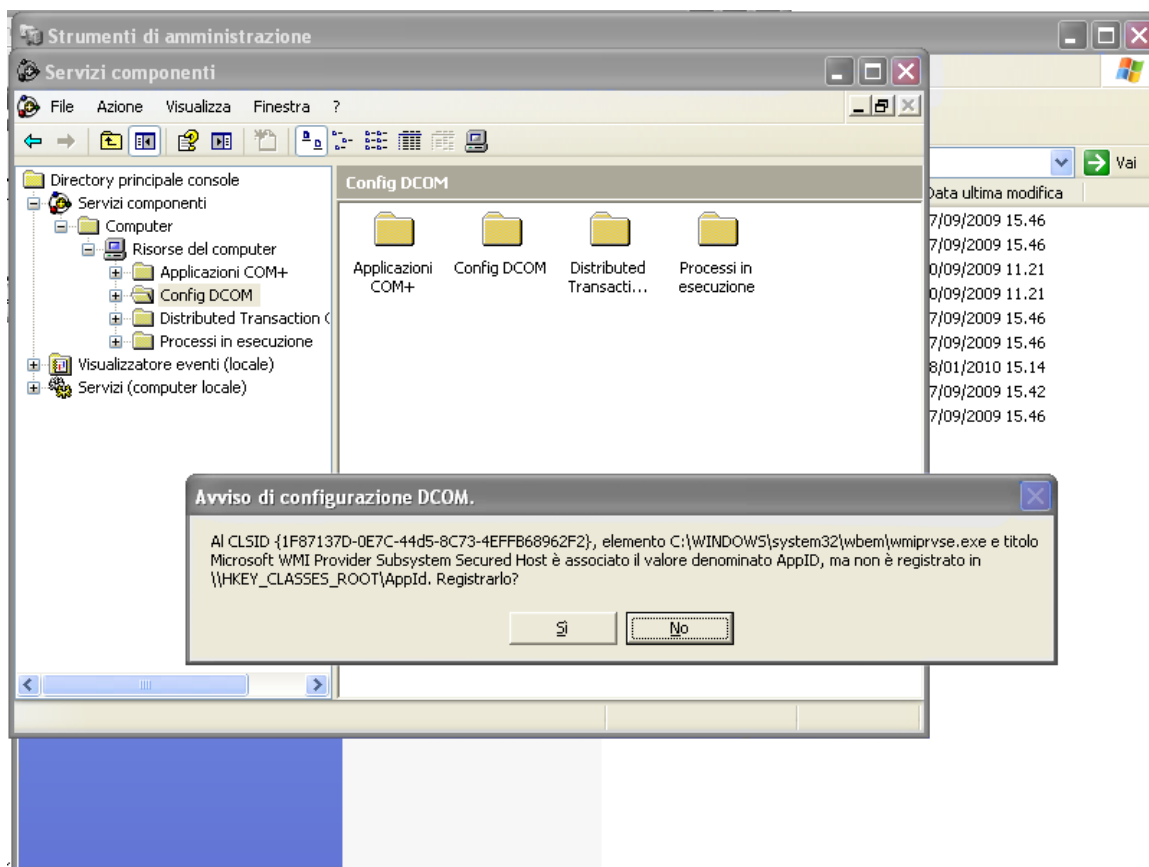 Strumenti di amministrazione
Servizi componenti
File Azione Visualizza Finestra ?
Vai
Directory principale console
Servizi componenti
Computer
Risorse del computer
Applicazioni COM+
Config DCOM
Distributed Transaction C
Processi in esecuzione
Visualizzatore eventi (locale)
Servizi (computer locale)
Config DCOM
Applicazioni
COM+
Config DCOM
Distributed
Transacti...
Processi in
esecuzione
Data ultima modifica
7/09/2009 15.46
7/09/2009 15.46
0/09/2009 11.21
0/09/2009 11.21
7/09/2009 15.46
7/09/2009 15.46
8/01/2010 15.14
7/09/2009 15.42
7/09/2009 15.46
Avviso di configurazione DCOM.
Al CLSID {1F87137D-0E7C-44d5-8C73-4EFFB68962F2}, elemento C:\WINDOWS\system32\wbem\wmiprvse.exe e titolo
Microsoft WMI Provider Subsystem Secured Host è associato il valore denominato AppID, ma non è registrato in
\\HKEY_CLASSES_ROOT\AppId. Registrarlo?
Sì
No